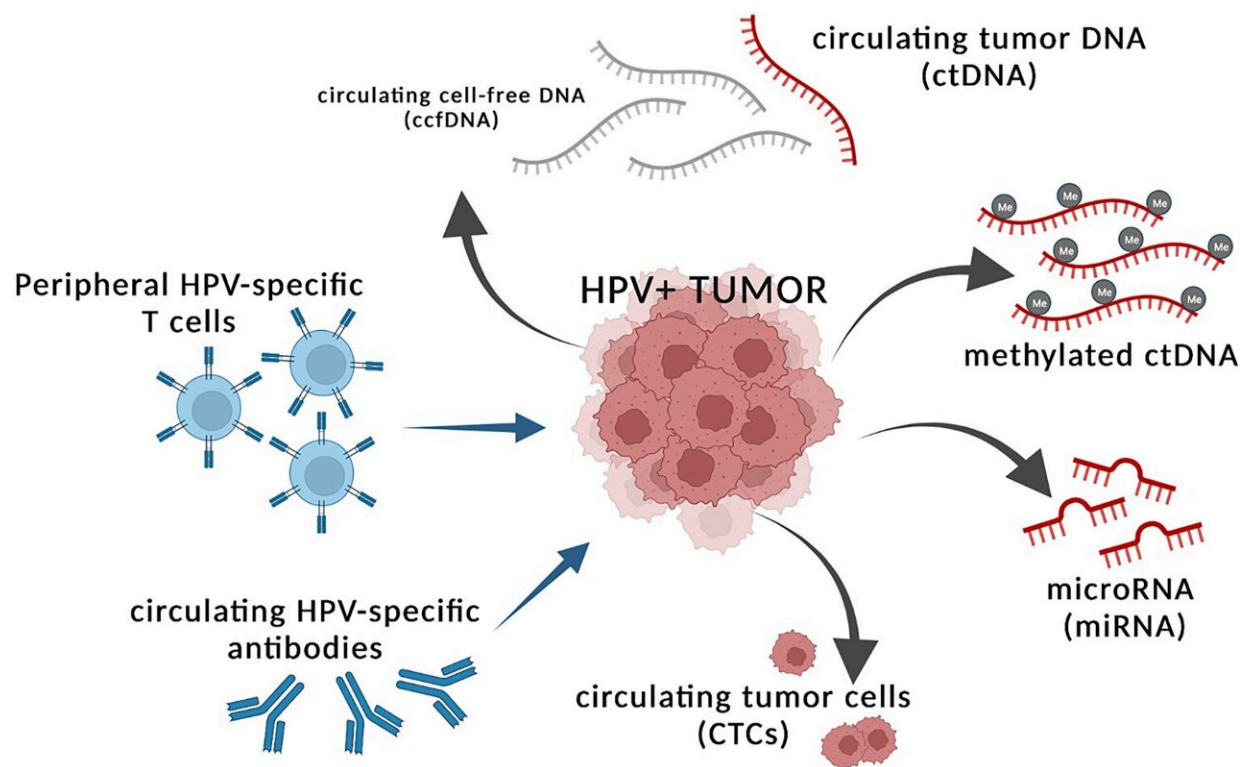 circulating tumor DNA
(ctDNA)
circulating cell-free DNA
(ccfDNA)
Me
Me
Me
Me
Me
Me
Me
Me
Me
methylated ctDNA
HPV+ TUMOR
Peripheral HPV-specific
T cells
microRNA
(miRNA)
circulating HPV-specific
antibodies
circulating tumor cells
(CTCs)